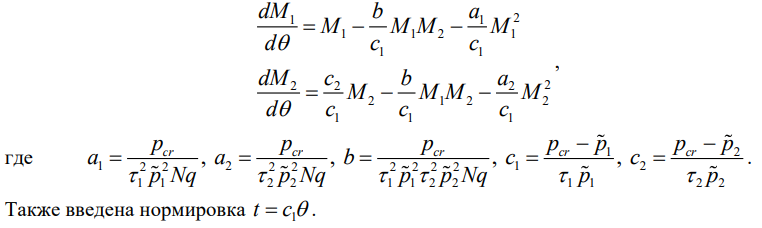 \frac{dM_1}{d\theta} = M_1 - \frac{b}{c_1} M_1 M_2 - \frac{a_1}{c_1} M_1^2
\frac{dM_2}{d\theta} = \frac{c_2}{c_1} M_2 - \frac{b}{c_1} M_1 M_2 - \frac{a_2}{c_1} M_2^2 ,
где a_1 = \frac{p_{cr}}{\tau_1^2 \tilde{p}_1^2 Nq}, a_2 = \frac{p_{cr}}{\tau_2^2 \tilde{p}_2^2 Nq}, b = \frac{p_{cr}}{\tau_1^2 \tilde{p}_1^2 \tau_2^2 \tilde{p}_2^2 Nq}, c_1 = \frac{p_{cr} - \tilde{p}_1}{\tau_1 \tilde{p}_1}, c_2 = \frac{p_{cr} - \tilde{p}_2}{\tau_2 \tilde{p}_2}.
Также введена нормировка t = c_1\theta.